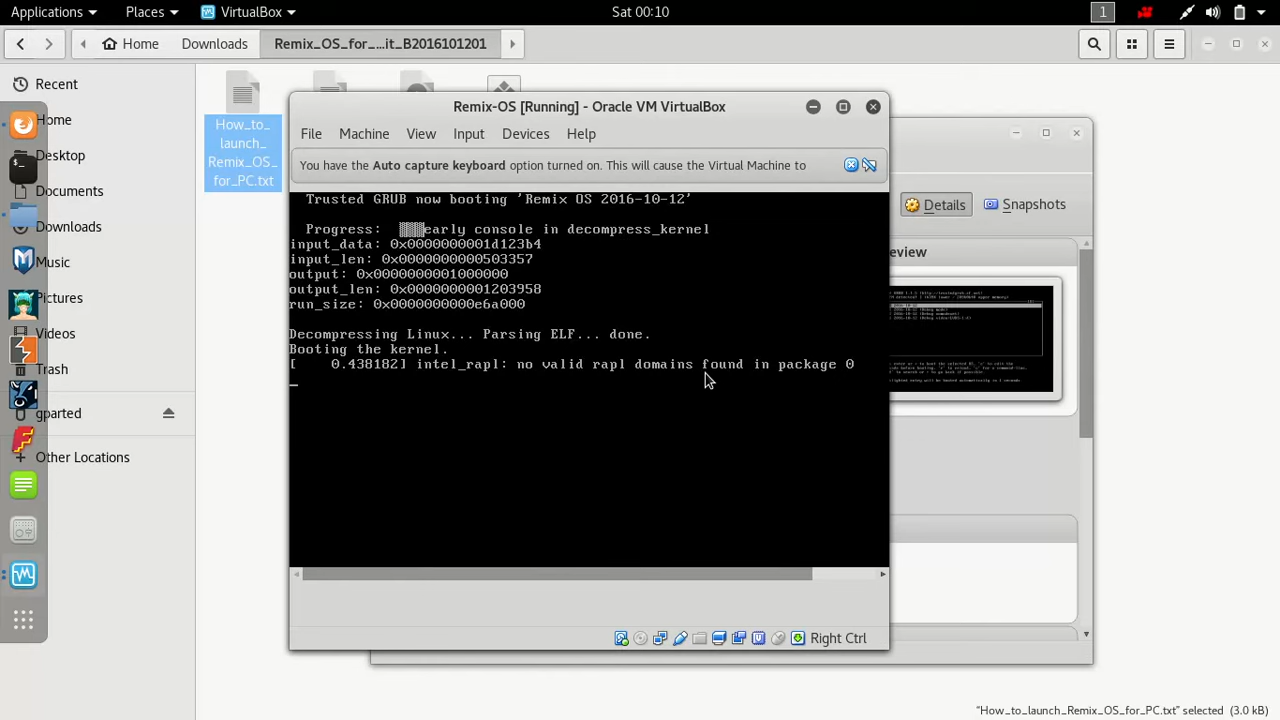 Applications
Places
VirtualBox
Sat 00:10
1
Home
Downloads
Remix_OS_for_...it_B2016101201
Recent
Home
Desktop
Documents
Downloads
Music
Pictures
Videos
Trash
gparted
Other Locations
How_to_
launch_
Remix_OS_
for_PC.txt
Remix-OS [Running] - Oracle VM VirtualBox
File Machine View Input Devices Help
You have the Auto capture keyboard option turned on. This will cause the Virtual Machine to
Trusted GRUB now booting 'Remix OS 2016-10-12'
Progress: ▒▒▒early console in decompress_kernel
input_data: 0x0000000001d123b4
input_len: 0x0000000000503357
output: 0x0000000001000000
output_len: 0x0000000001203958
run_size: 0x0000000000e6a000
Decompressing Linux... Parsing ELF... done.
Booting the kernel.
[    0.438182] intel_rapl: no valid rapl domains found in package 0
Right Ctrl
Details
Snapshots
eview
"How_to_launch_Remix_OS_for_PC.txt" selected (3.0 kB)